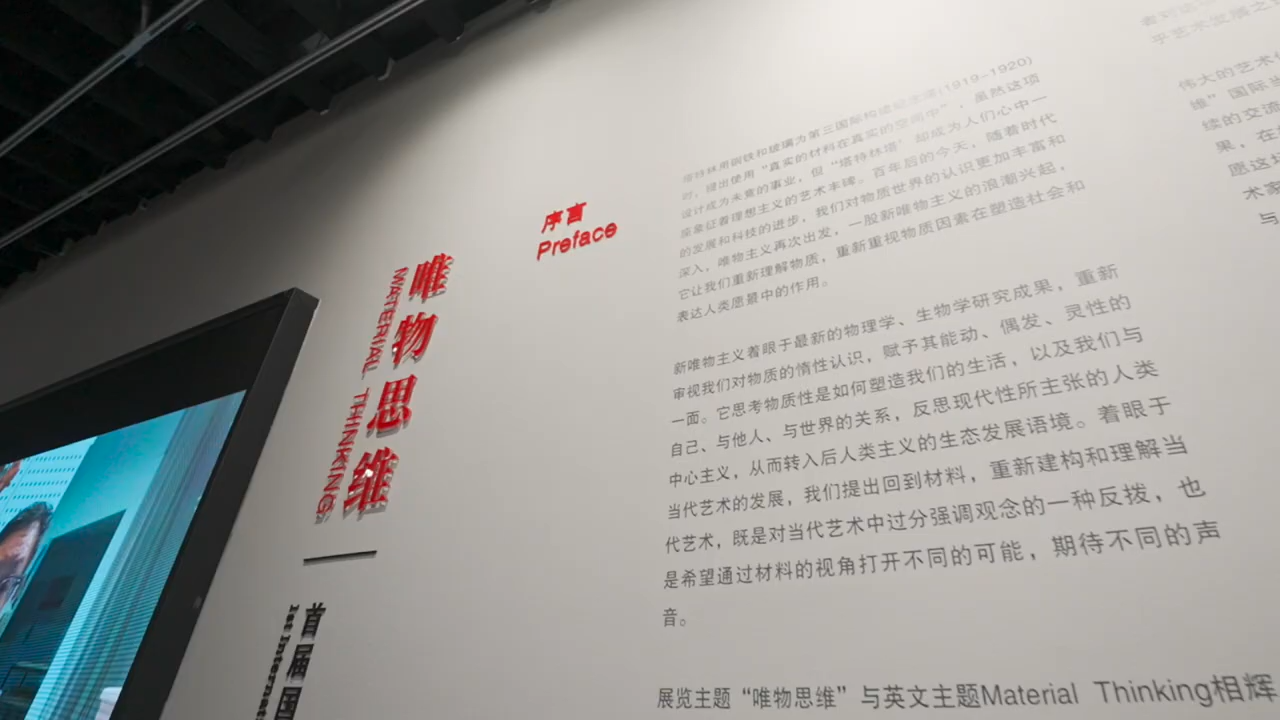 唯物思维
MATERIAL THINKING
首届国
1st Internat
序言
Preface
塔特林用钢铁和玻璃为第三国际构建纪念塔(1919-1920)
时，提出使用“真实的材料在真实的空间中”，虽然这项
设计成为未竟的事业，但“塔特林塔”却成为人们心中一
座象征着理想主义的艺术丰碑。百年后的今天，随着时代
的发展和科技的进步，我们对物质世界的认识更加丰富和
深入，唯物主义再次出发，一股新唯物主义的浪潮兴起，
它让我们重新理解物质，重新重视物质因素在塑造社会和
表达人类愿景中的作用。
新唯物主义着眼于最新的物理学、生物学研究成果，重新
审视我们对物质的惰性认识，赋予其能动、偶发、灵性的
一面。它思考物质性是如何塑造我们的生活，以及我们与
自己、与他人、与世界的关系，反思现代性所主张的人类
中心主义，从而转入后人类主义的生态发展语境。着眼于
当代艺术的发展，我们提出回到材料，重新建构和理解当
代艺术，既是对当代艺术中过分强调观念的一种反拨，也
是希望通过材料的视角打开不同的可能，期待不同的声
音。
展览主题“唯物思维”与英文主题Material Thinking相辉
乎艺术发展之
伟大的艺术作
维”国际当
续的交流
果，在
愿这场
术家
与